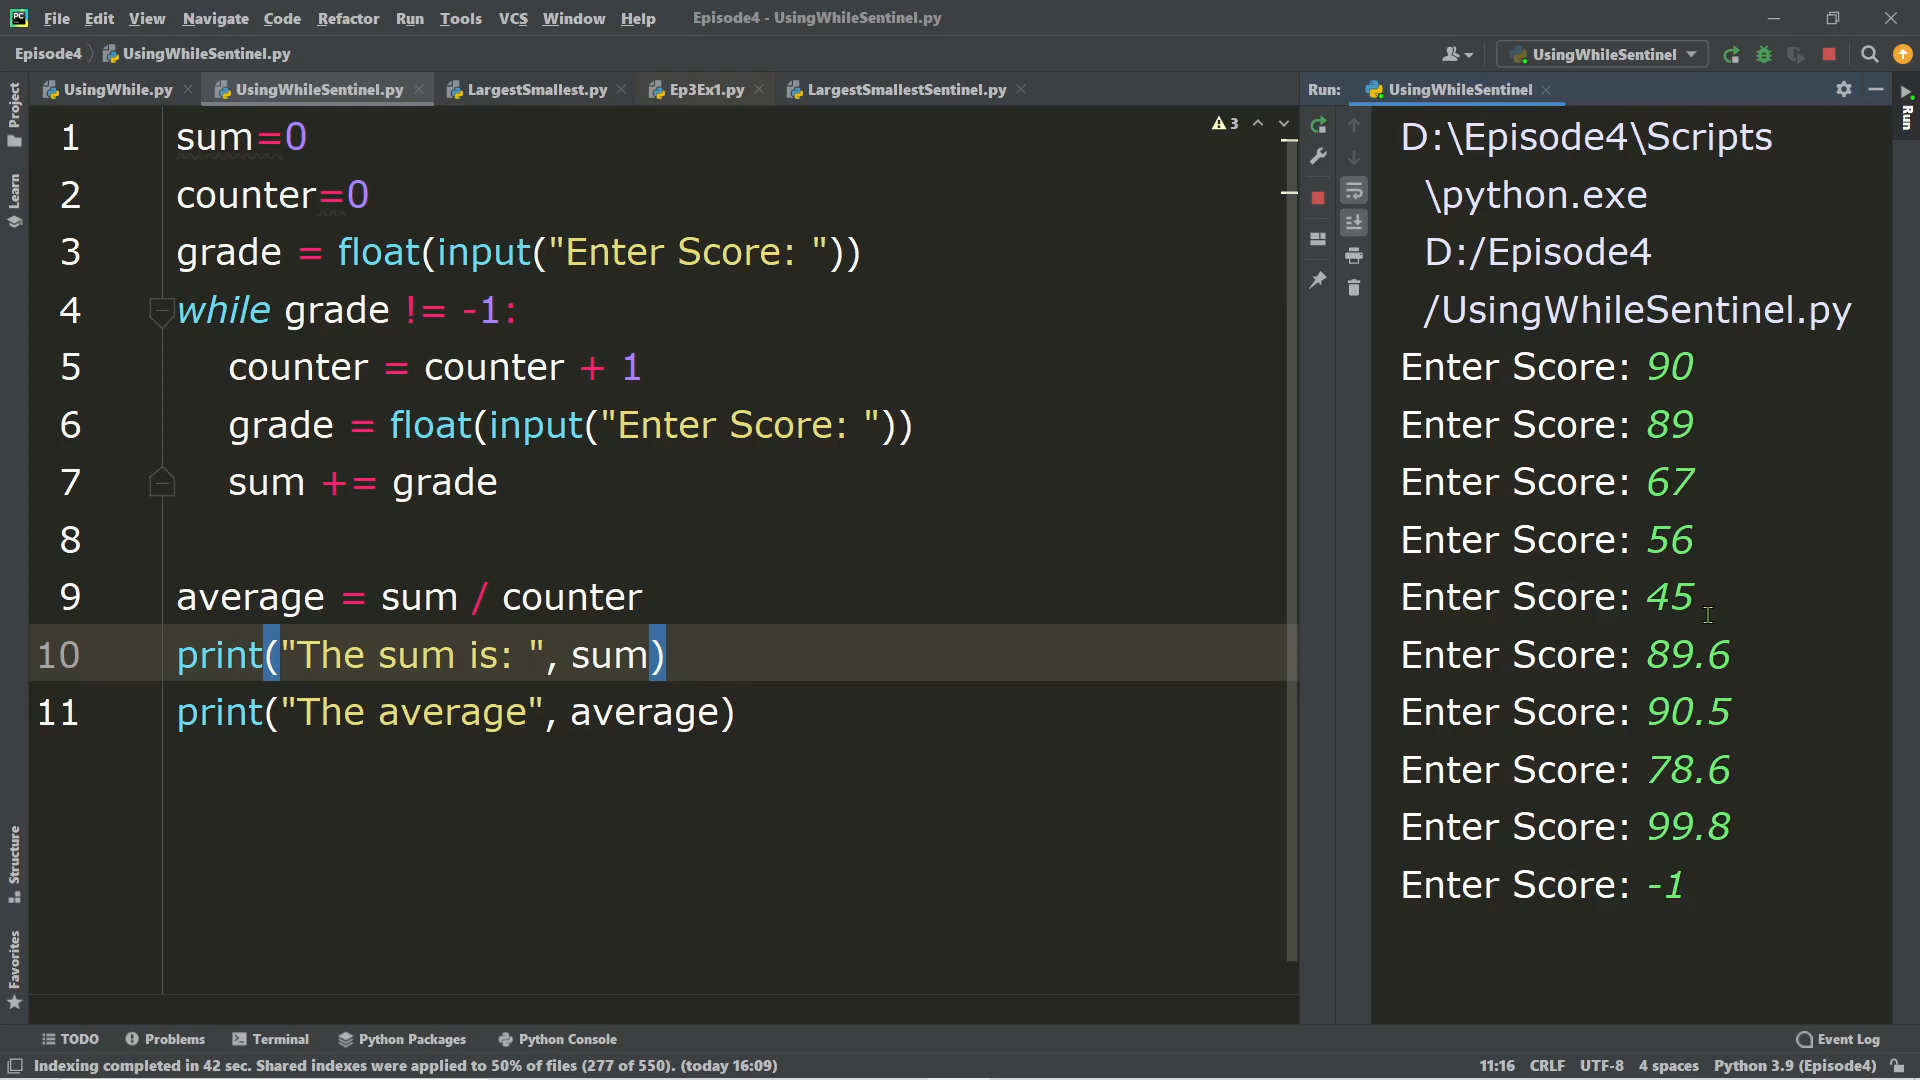 File Edit View Navigate Code Refactor Run Tools VCS Window Help Episode4 - UsingWhileSentinel.py
Episode4 UsingWhileSentinel.py UsingWhileSentinel
UsingWhile.py UsingWhileSentinel.py LargestSmallest.py Ep3Ex1.py LargestSmallestSentinel.py
Run: UsingWhileSentinel
Project
Learn
Structure
Favorites
Run
3
1 sum=0
2 counter=0
3 grade = float(input("Enter Score: "))
4 while grade != -1:
5 counter = counter + 1
6 grade = float(input("Enter Score: "))
7 sum += grade
8
9 average = sum / counter
10 print("The sum is: ", sum)
11 print("The average", average)
D:\Episode4\Scripts
\python.exe
D:/Episode4
/UsingWhileSentinel.py
Enter Score: 90
Enter Score: 89
Enter Score: 67
Enter Score: 56
Enter Score: 45
Enter Score: 89.6
Enter Score: 90.5
Enter Score: 78.6
Enter Score: 99.8
Enter Score: -1
TODO Problems Terminal Python Packages Python Console Event Log
Indexing completed in 42 sec. Shared indexes were applied to 50% of files (277 of 550). (today 16:09) 11:16 CRLF UTF-8 4 spaces Python 3.9 (Episode4)